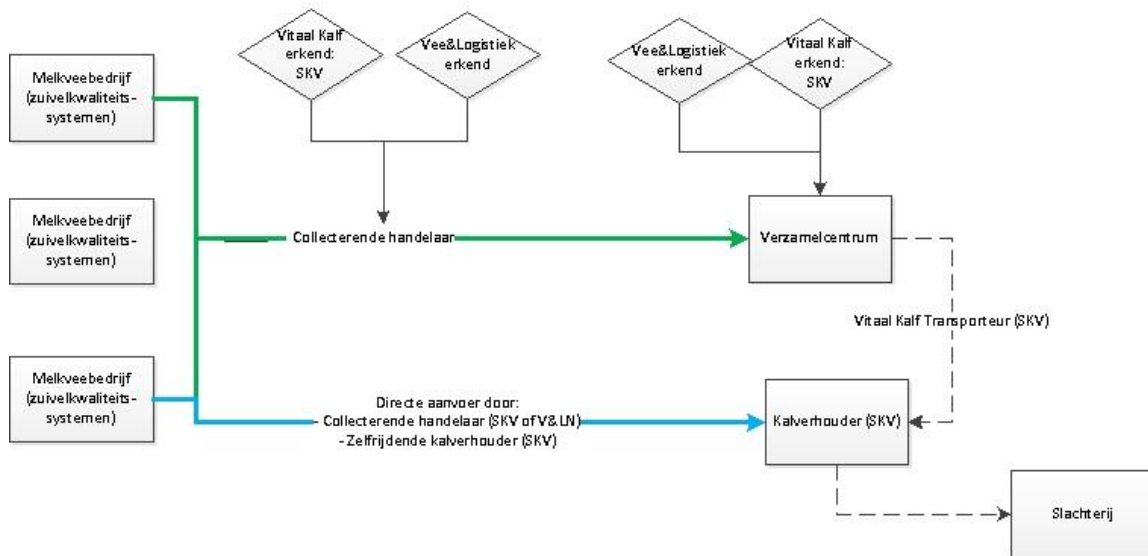 Vitaal Kalf
erkend:
SKV
Vee&Logistiek
erkend
Vee&Logistiek
erkend
Vitaal Kalf
erkend:
SKV
Melkveebedrijf
(zuivelkwaliteits-
systemen)
Melkveebedrijf
(zuivelkwaliteits-
systemen)
Collecterende handelaar
Verzamelcentrum
Vitaal Kalf Transporteur (SKV)
Melkveebedrijf
(zuivelkwaliteits-
systemen)
Directe aanvoer door:
- Collecterende handelaar (SKV of V&LN)
- Zelfrijdende kalverhouder (SKV)
Kalverhouder (SKV)
Slachterij